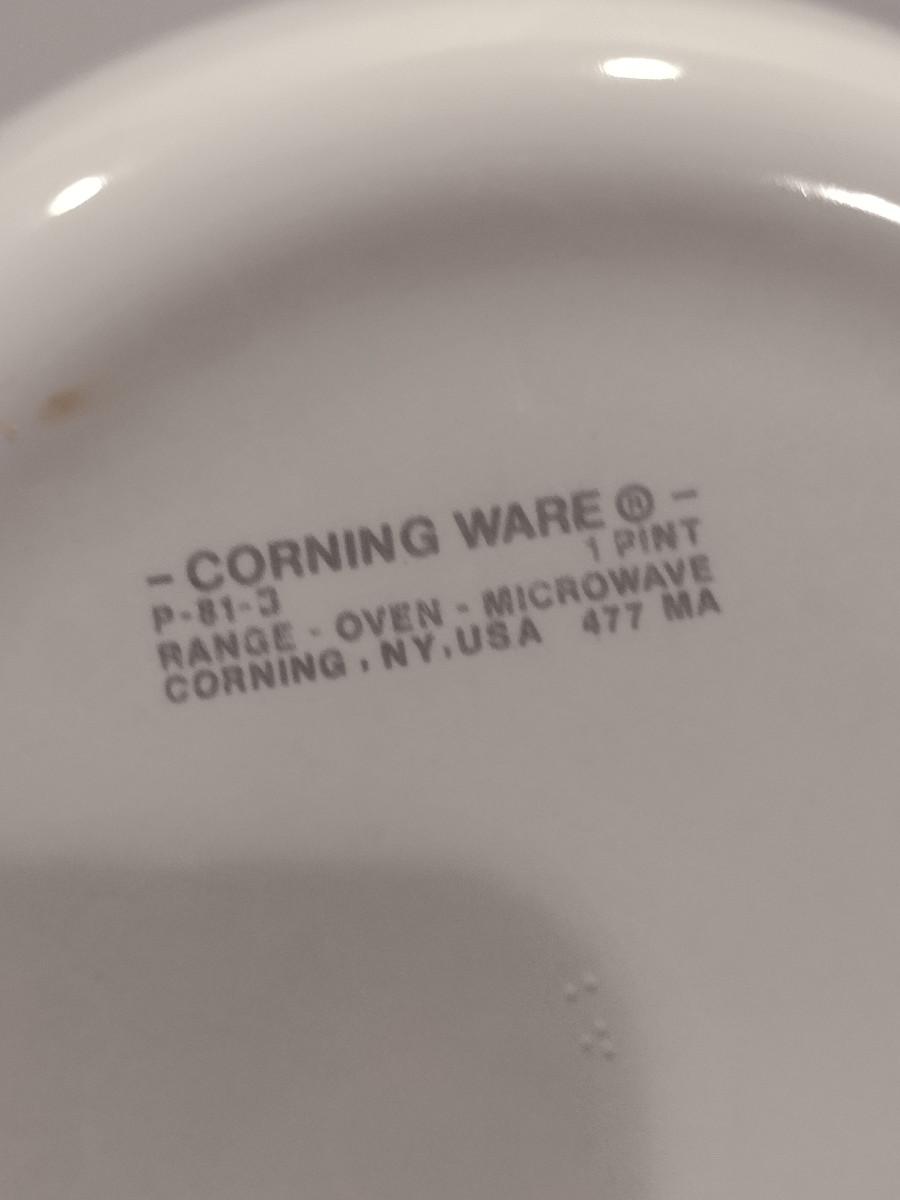 - CORNING WARE ® -
P-81-3 1 PINT
RANGE - OVEN - MICROWAVE
CORNING, NY, USA 477 MA